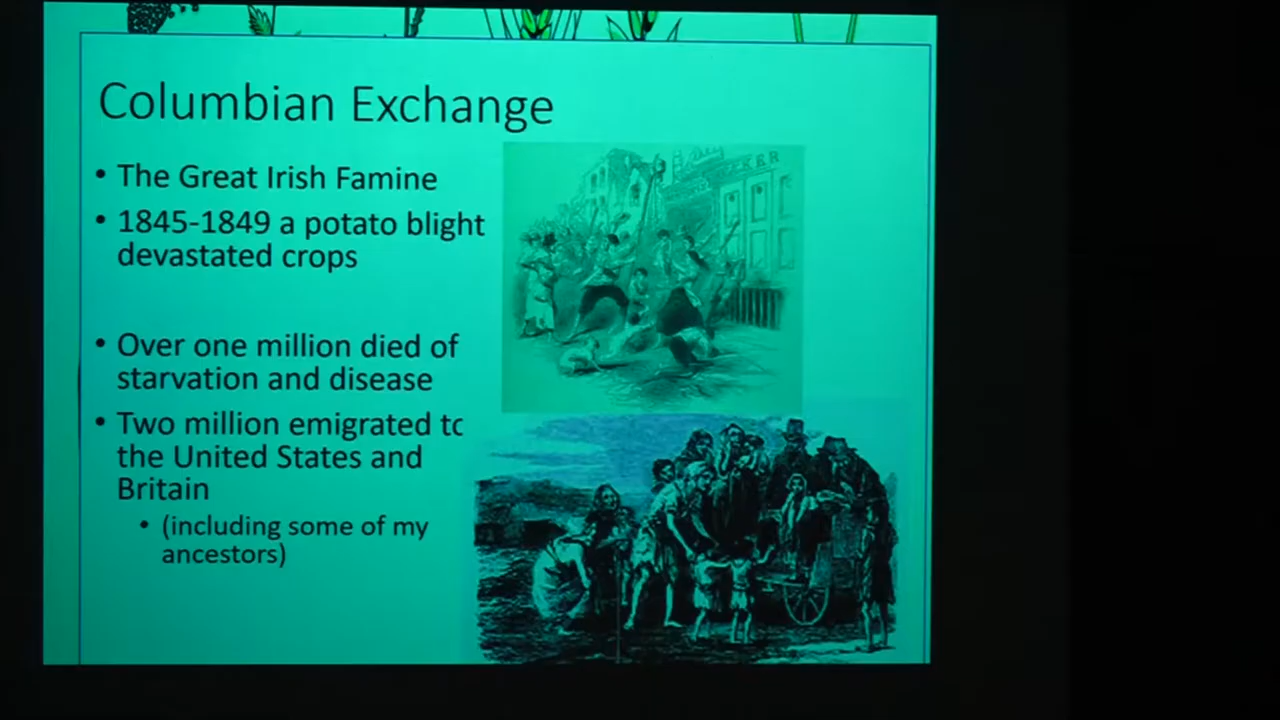 Columbian Exchange
• The Great Irish Famine
• 1845-1849 a potato blight
devastated crops
• Over one million died of
starvation and disease
• Two million emigrated to
the United States and
Britain
• (including some of my
ancestors)